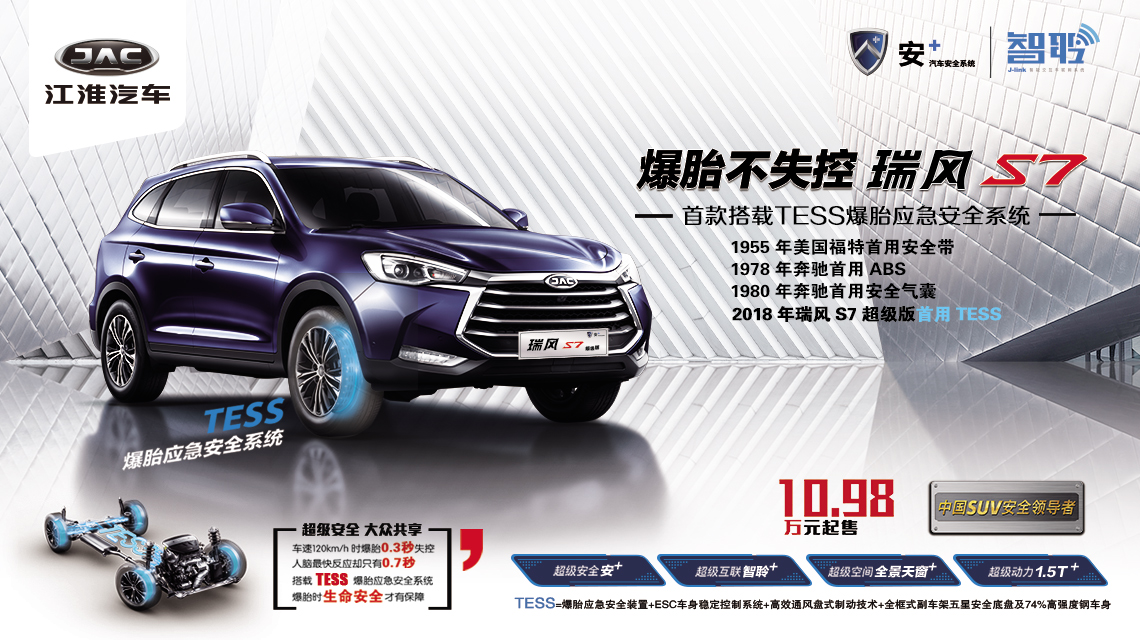 JAC
江淮汽车
安+
汽车安全系统
智聆
J-link
爆胎不失控 瑞风 S7
首款搭载TESS爆胎应急安全系统
1955 年美国福特首用安全带
1978 年奔驰首用 ABS
1980 年奔驰首用安全气囊
2018 年瑞风 S7 超级版首用 TESS
JAC
瑞风 S7 超级版
TESS
爆胎应急安全系统
TESS
超级安全 大众共享
车速120km/h 时爆胎0.3秒失控
人脑最快反应却只有0.7秒
搭载 TESS 爆胎应急安全系统
爆胎时生命安全才有保障
10.98
万元起售
中国SUV安全领导者
超级安全 安+
超级互联 智聆+
超级空间 全景天窗+
超级动力 1.5T+
TESS=爆胎应急安全装置+ESC车身稳定控制系统+高效通风盘式制动技术+全框式副车架五星安全底盘及74%高强度钢车身